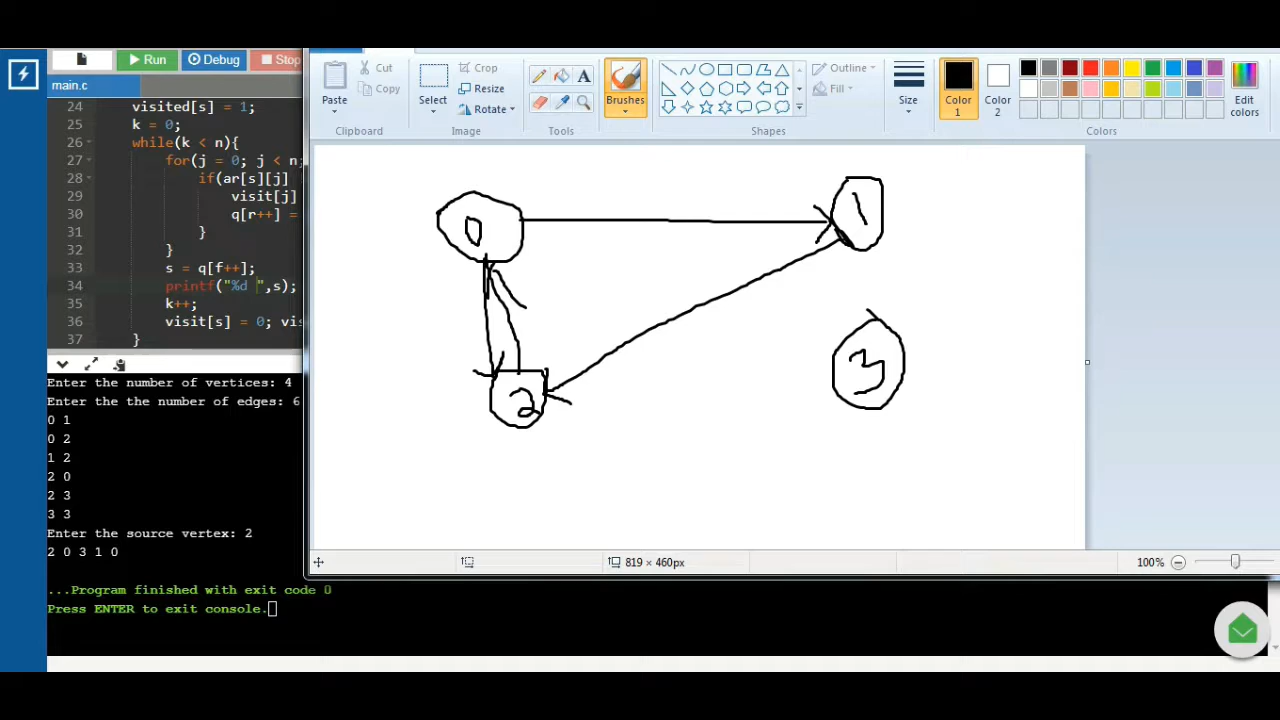 Run
Debug
Stop
main.c
24 visited[s] = 1;
25 k = 0;
26 while(k < n){
27 for(j = 0; j < n;
28 if(ar[s][j]
29 visit[j]
30 q[r++] =
31 }
32 }
33 s = q[f++];
34 printf("%d ",s);
35 k++;
36 visit[s] = 0; vis
37 }
Enter the number of vertices: 4
Enter the the number of edges: 6
0 1
0 2
1 2
2 0
2 3
3 3
Enter the source vertex: 2
2 0 3 1 0
...Program finished with exit code 0
Press ENTER to exit console.
Paste
Cut
Copy
Clipboard
Select
Crop
Resize
Rotate
Image
A
Tools
Brushes
Outline
Fill
Shapes
Size
Color 1
Color 2
Edit colors
Colors
0
1
2
3
819 × 460px
100%